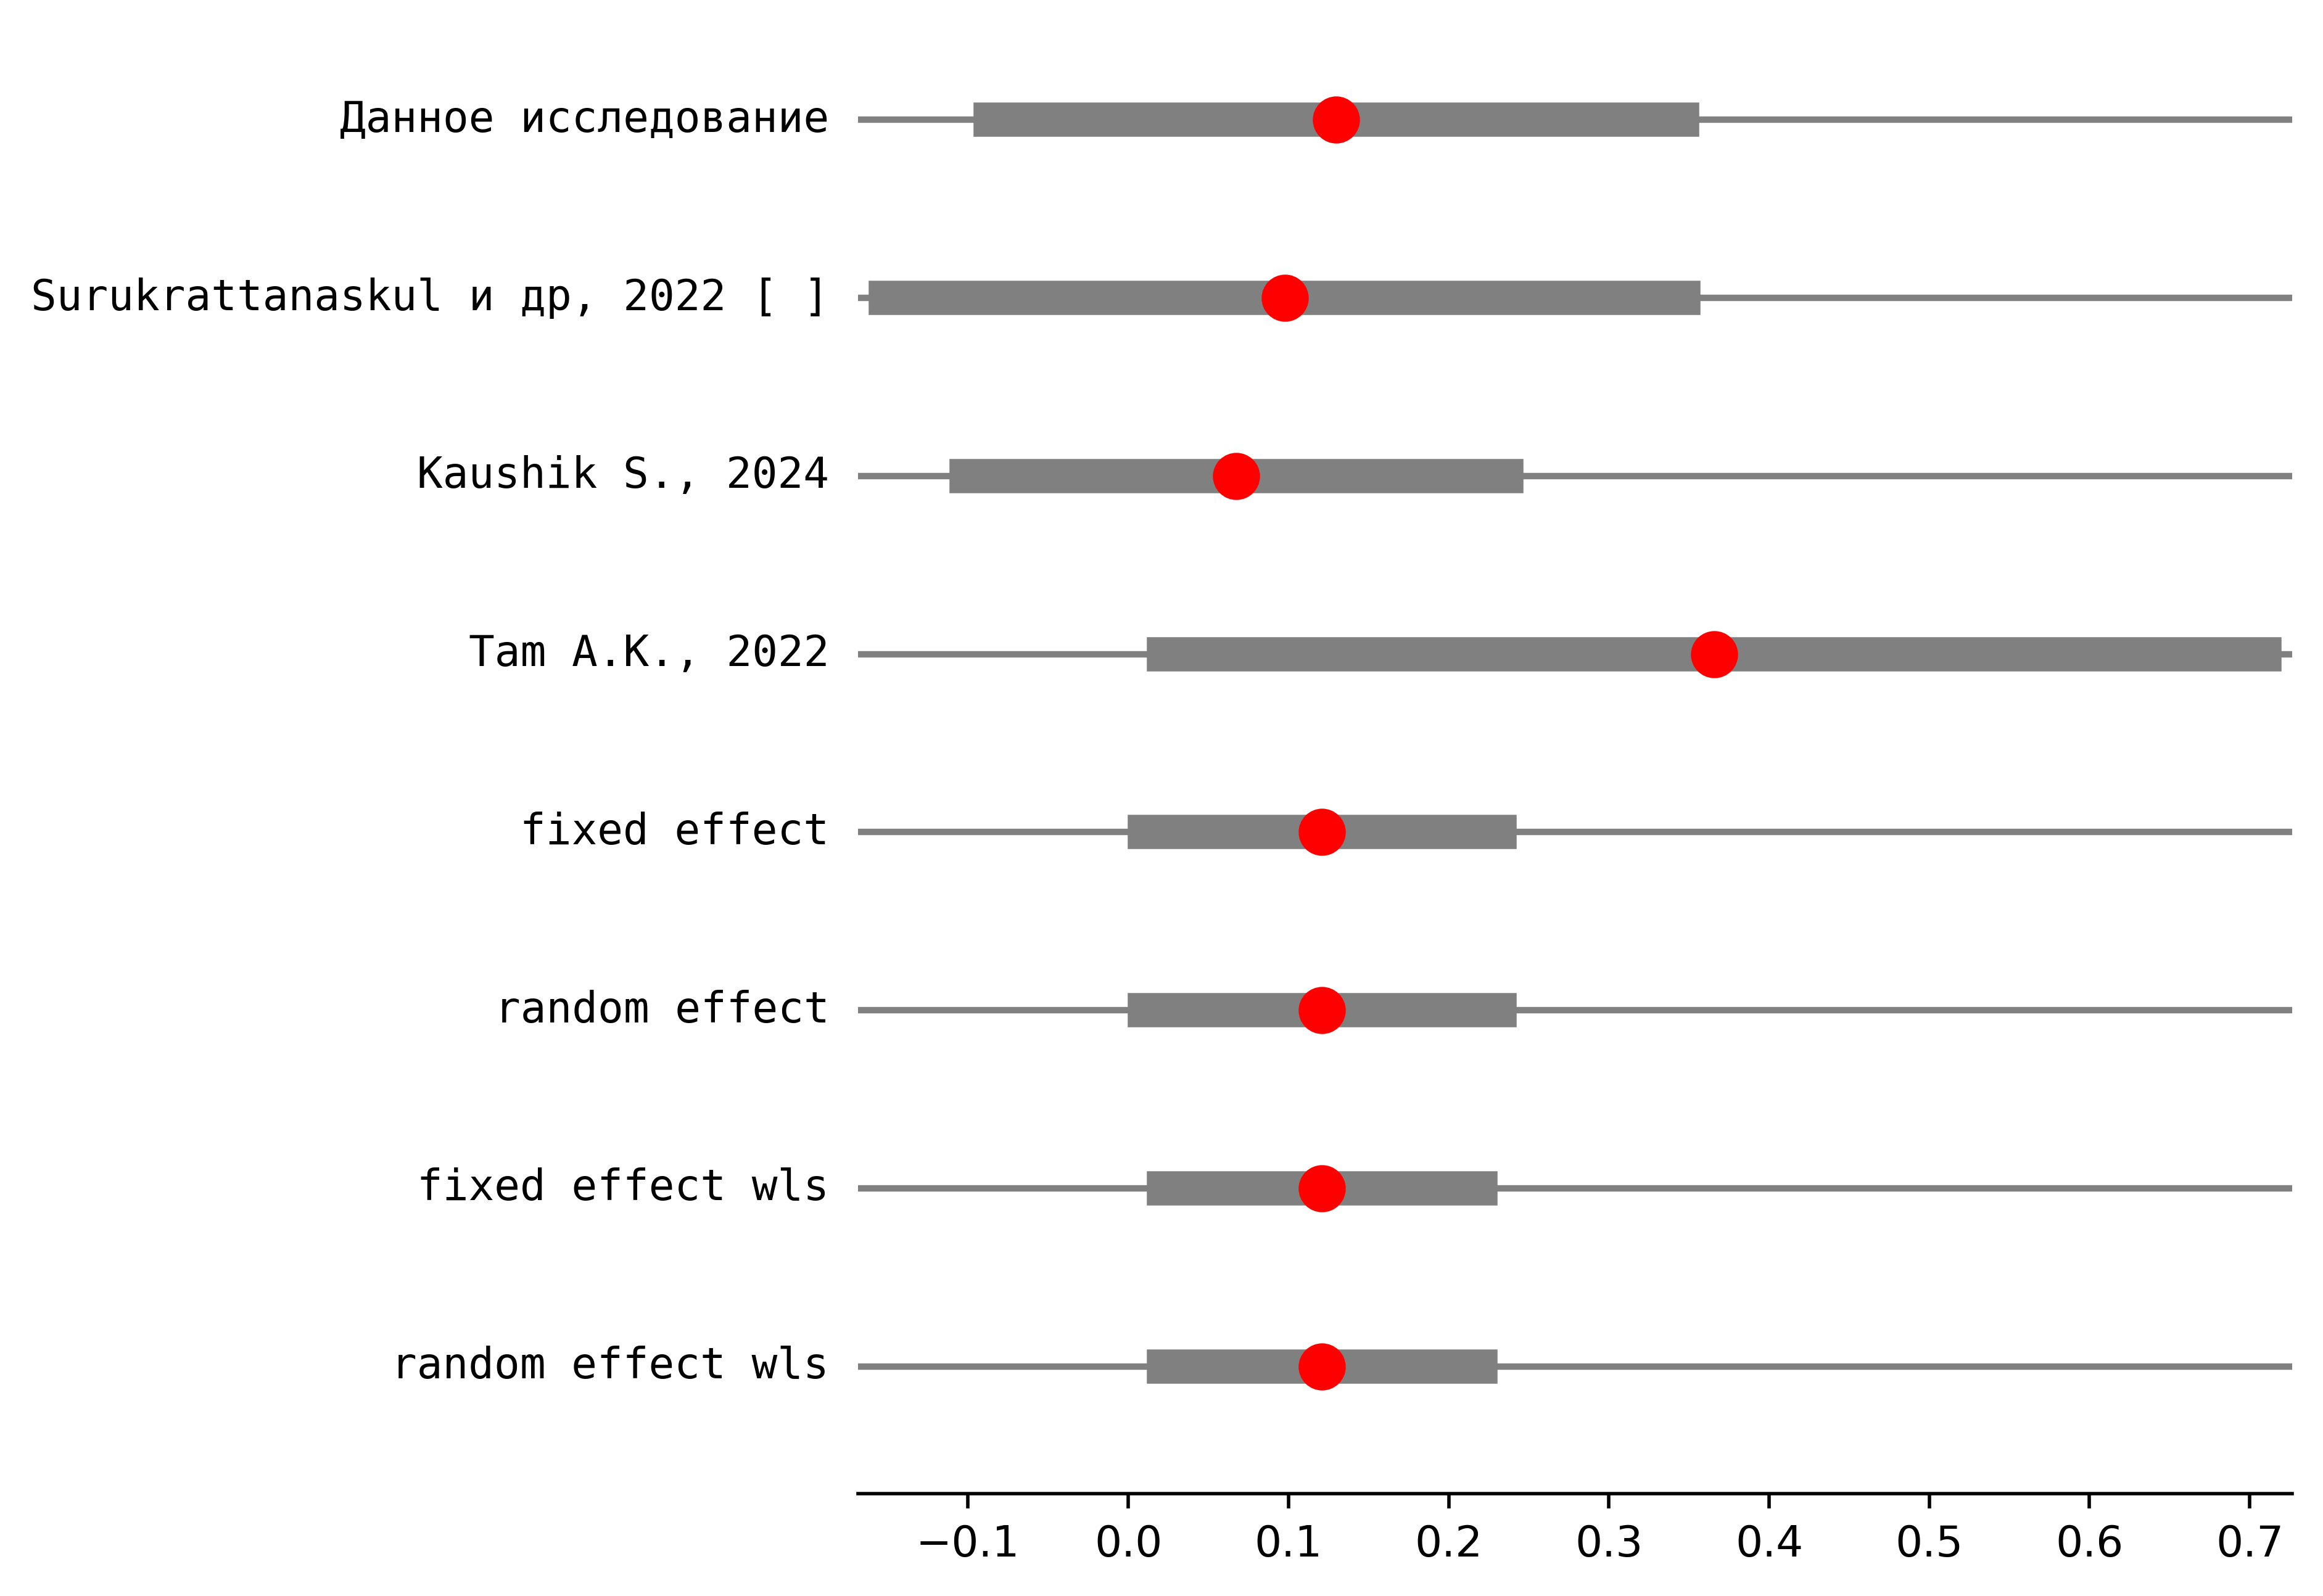 Данное исследование
Surukrattanaskul и др, 2022 [ ]
Kaushik S., 2024
Tam A.K., 2022
fixed effect
random effect
fixed effect wls
random effect wls
−0.1 0.0 0.1 0.2 0.3 0.4 0.5 0.6 0.7